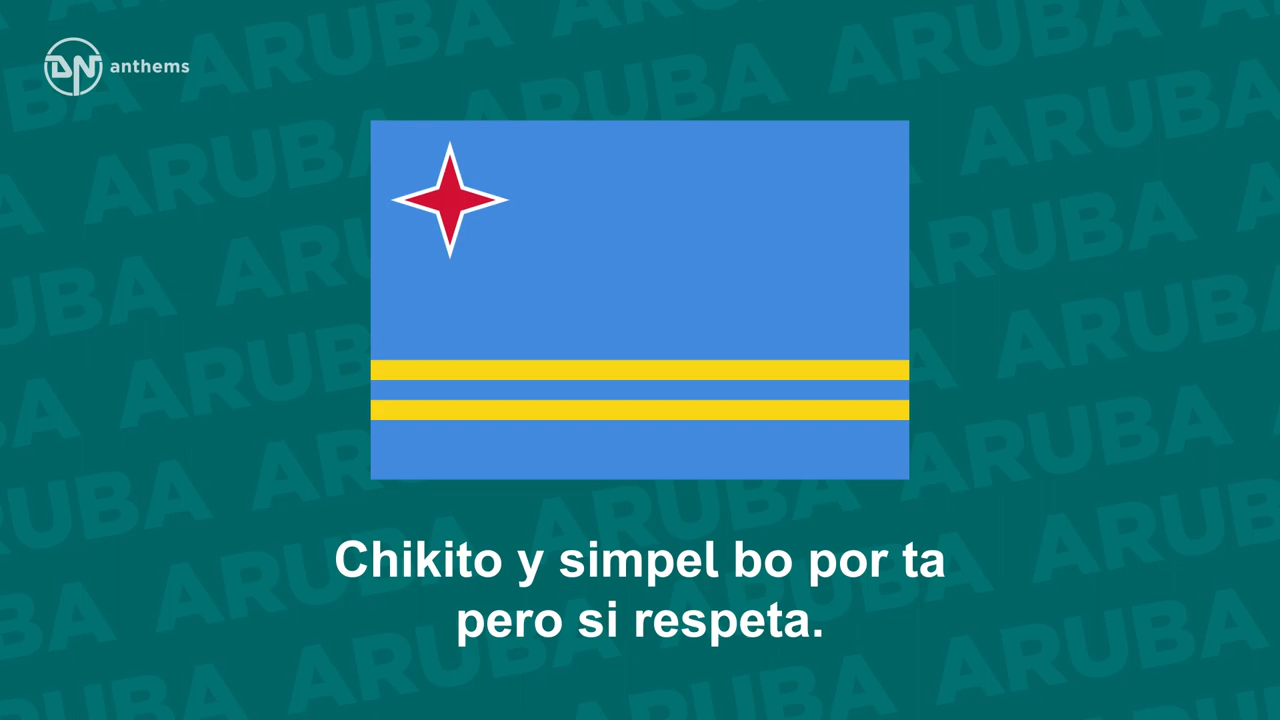 DN anthems
Chikito y simpel bo por ta
pero si respeta.
ARUBA